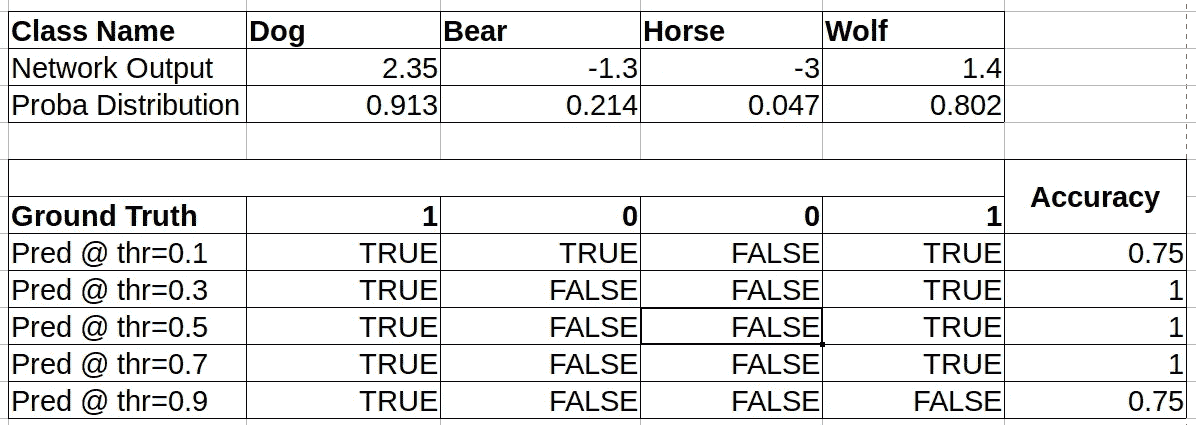 Class Name Dog Bear Horse Wolf
Network Output 2.35 -1.3 -3 1.4
Proba Distribution 0.913 0.214 0.047 0.802
Accuracy
Ground Truth 1 0 0 1
Pred @ thr=0.1 TRUE TRUE FALSE TRUE 0.75
Pred @ thr=0.3 TRUE FALSE FALSE TRUE 1
Pred @ thr=0.5 TRUE FALSE FALSE TRUE 1
Pred @ thr=0.7 TRUE FALSE FALSE TRUE 1
Pred @ thr=0.9 TRUE FALSE FALSE FALSE 0.75